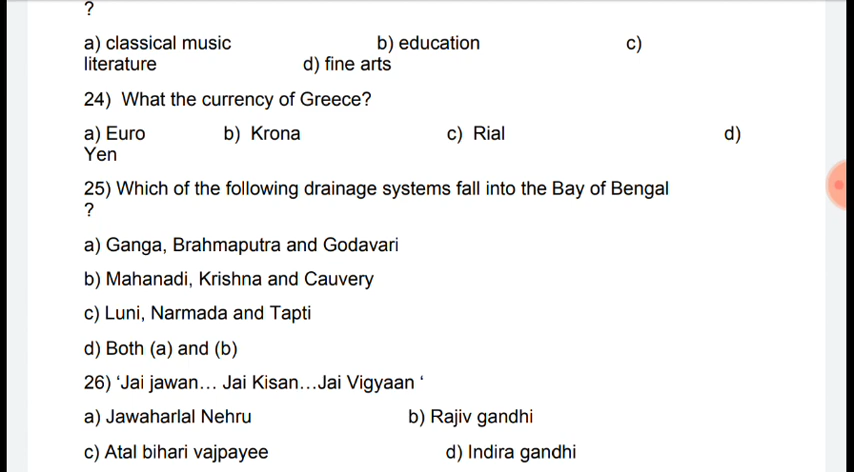 ?
a) classical music b) education c)
literature d) fine arts
24) What the currency of Greece?
a) Euro b) Krona c) Rial d)
Yen
25) Which of the following drainage systems fall into the Bay of Bengal
?
a) Ganga, Brahmaputra and Godavari
b) Mahanadi, Krishna and Cauvery
c) Luni, Narmada and Tapti
d) Both (a) and (b)
26) ‘Jai jawan… Jai Kisan…Jai Vigyaan ‘
a) Jawaharlal Nehru b) Rajiv gandhi
c) Atal bihari vajpayee d) Indira gandhi